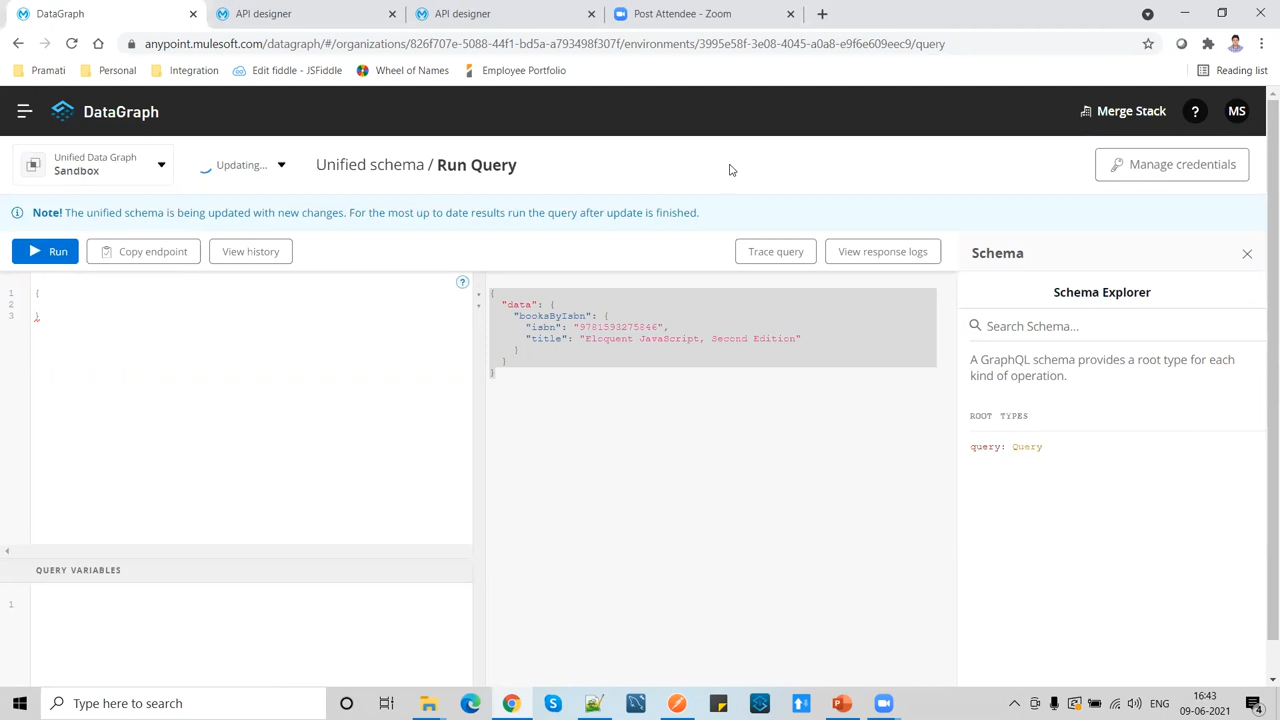 DataGraph
API designer
API designer
Post Attendee - Zoom
anypoint.mulesoft.com/datagraph/#/organizations/826f707e-5088-44f1-bd5a-a793498f307f/environments/3995e58f-3e08-4045-a0a8-e9f6e609eec9/query
Pramati
Personal
Integration
Edit fiddle - JSFiddle
Wheel of Names
Employee Portfolio
Reading list
DataGraph
Merge Stack
?
MS
Unified Data Graph
Sandbox
Updating...
Unified schema / Run Query
Manage credentials
Note! The unified schema is being updated with new changes. For the most up to date results run the query after update is finished.
Run
Copy endpoint
View history
Trace query
View response logs
Schema
?
1 {
2
3 }
{
"data": {
"booksByIsbn": {
"isbn": "9781593275846",
"title": "Eloquent JavaScript, Second Edition"
}
}
}
Schema Explorer
Search Schema...
A GraphQL schema provides a root type for each
kind of operation.
ROOT TYPES
query: Query
QUERY VARIABLES
1
Type here to search
ENG
16:43
09-06-2021
4